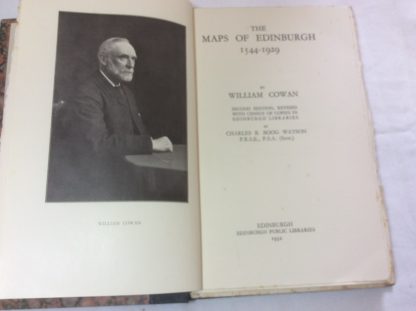 WILLIAM COWAN
THE
MAPS OF EDINBURGH
1544-1929
BY
WILLIAM COWAN
SECOND EDITION, REVISED
WITH CENSUS OF COPIES IN
EDINBURGH LIBRARIES
BY
CHARLES B. BOOG WATSON
F.R.S.E., F.S.A. (Scot.)
EDINBURGH
EDINBURGH PUBLIC LIBRARIES
1932